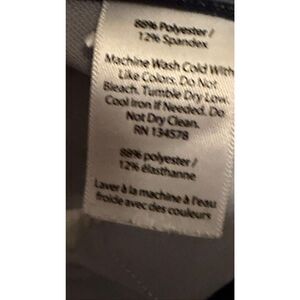 88% Polyester /
12% Spandex
Machine Wash Cold With
Like Colors. Do Not
Bleach. Tumble Dry Low.
Cool Iron If Needed. Do
Not Dry Clean.
RN 134578
88% polyester /
12% élasthanne
Laver à la machine à l'eau
froide avec des couleurs